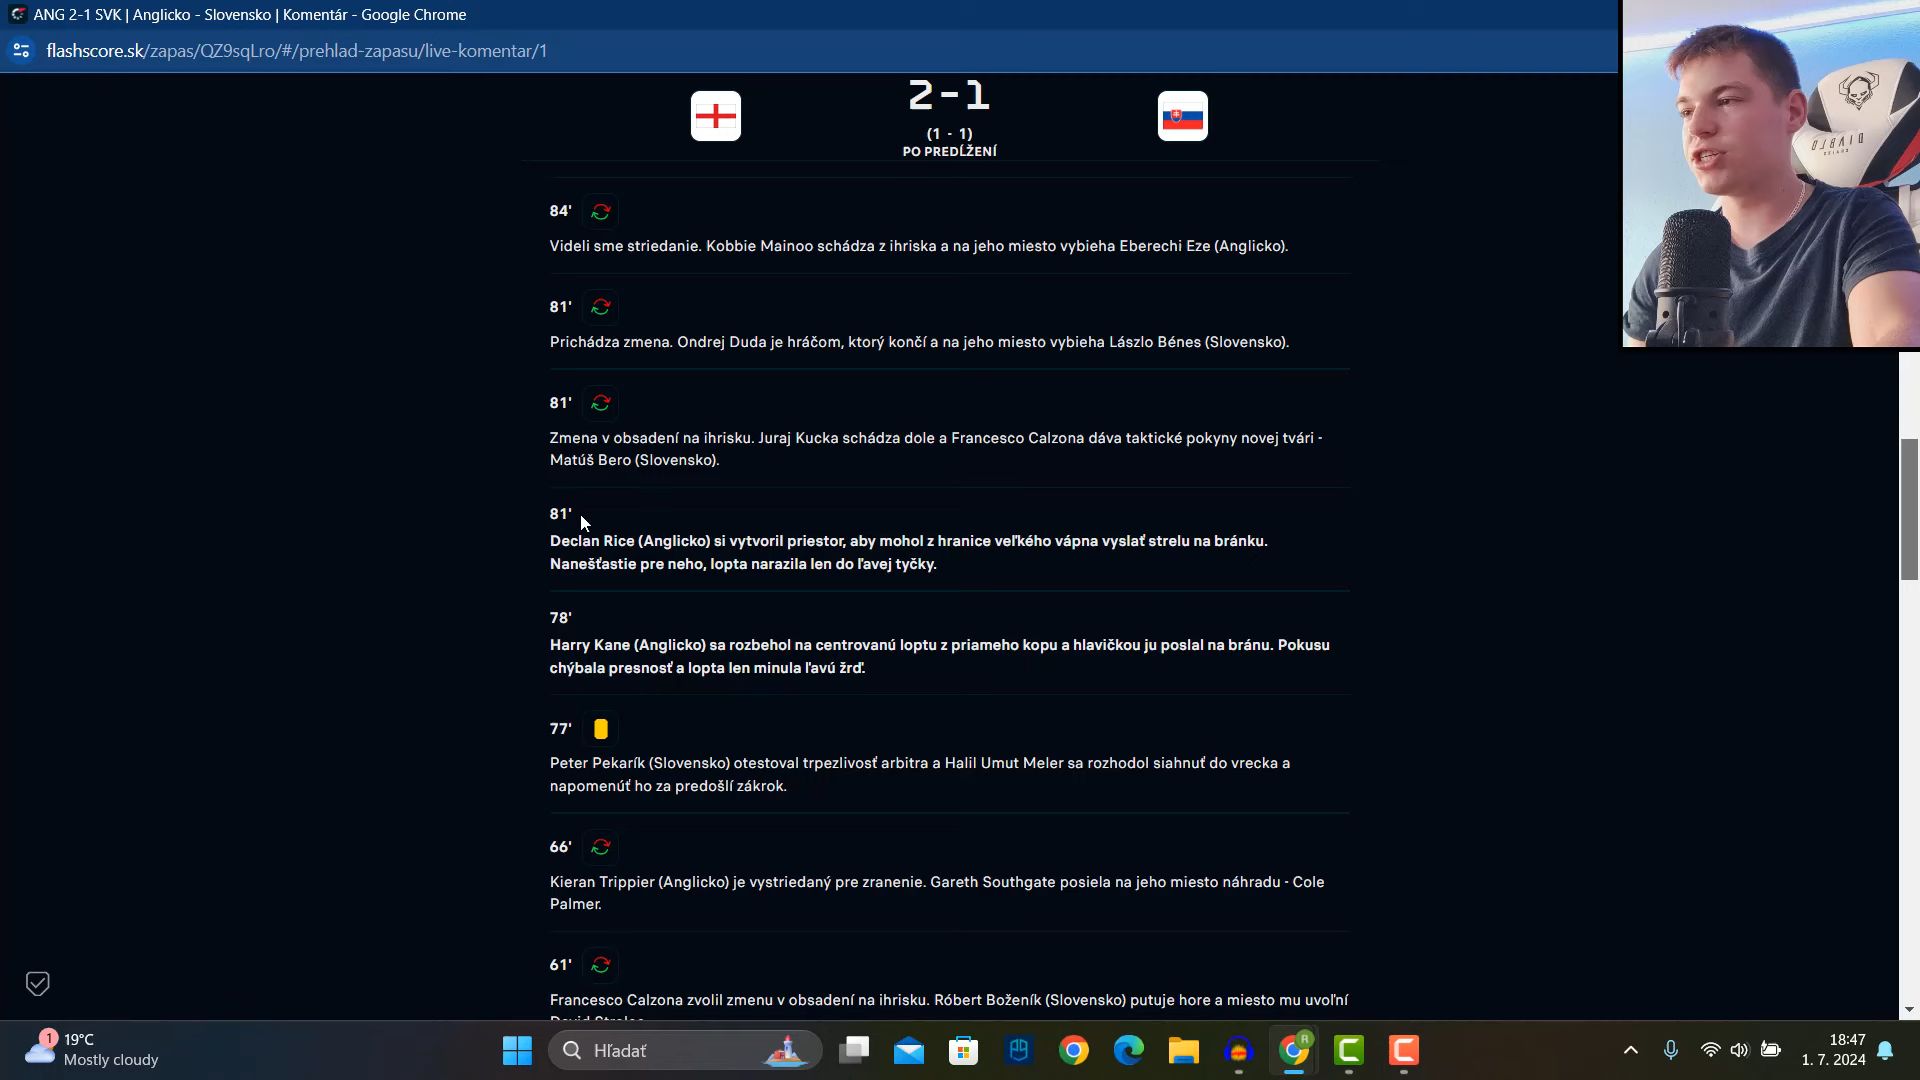 ANG 2-1 SVK | Anglicko - Slovensko | Komentár - Google Chrome
flashscore.sk/zapas/QZ9sqLro/#/prehlad-zapasu/live-komentar/1
2-1
(1 - 1)
PO PREDĹŽENÍ
84'
Videli sme striedanie. Kobbie Mainoo schádza z ihriska a na jeho miesto vybieha Eberechi Eze (Anglicko).
81'
Prichádza zmena. Ondrej Duda je hráčom, ktorý končí a na jeho miesto vybieha Lászlo Bénes (Slovensko).
81'
Zmena v obsadení na ihrisku. Juraj Kucka schádza dole a Francesco Calzona dáva taktické pokyny novej tvári -
Matúš Bero (Slovensko).
81'
Declan Rice (Anglicko) si vytvoril priestor, aby mohol z hranice veľkého vápna vyslať strelu na bránku.
Nanešťastie pre neho, lopta narazila len do ľavej tyčky.
78'
Harry Kane (Anglicko) sa rozbehol na centrovanú loptu z priameho kopu a hlavičkou ju poslal na bránu. Pokusu
chýbala presnosť a lopta len minula ľavú žrď.
77'
Peter Pekarík (Slovensko) otestoval trpezlivosť arbitra a Halil Umut Meler sa rozhodol siahnuť do vrecka a
napomenúť ho za predošlí zákrok.
66'
Kieran Trippier (Anglicko) je vystriedaný pre zranenie. Gareth Southgate posiela na jeho miesto náhradu - Cole
Palmer.
61'
Francesco Calzona zvolil zmenu v obsadení na ihrisku. Róbert Boženík (Slovensko) putuje hore a miesto mu uvoľní
1
19°C
Mostly cloudy
Hľadať
R
18:47
1. 7. 2024
DIABLO